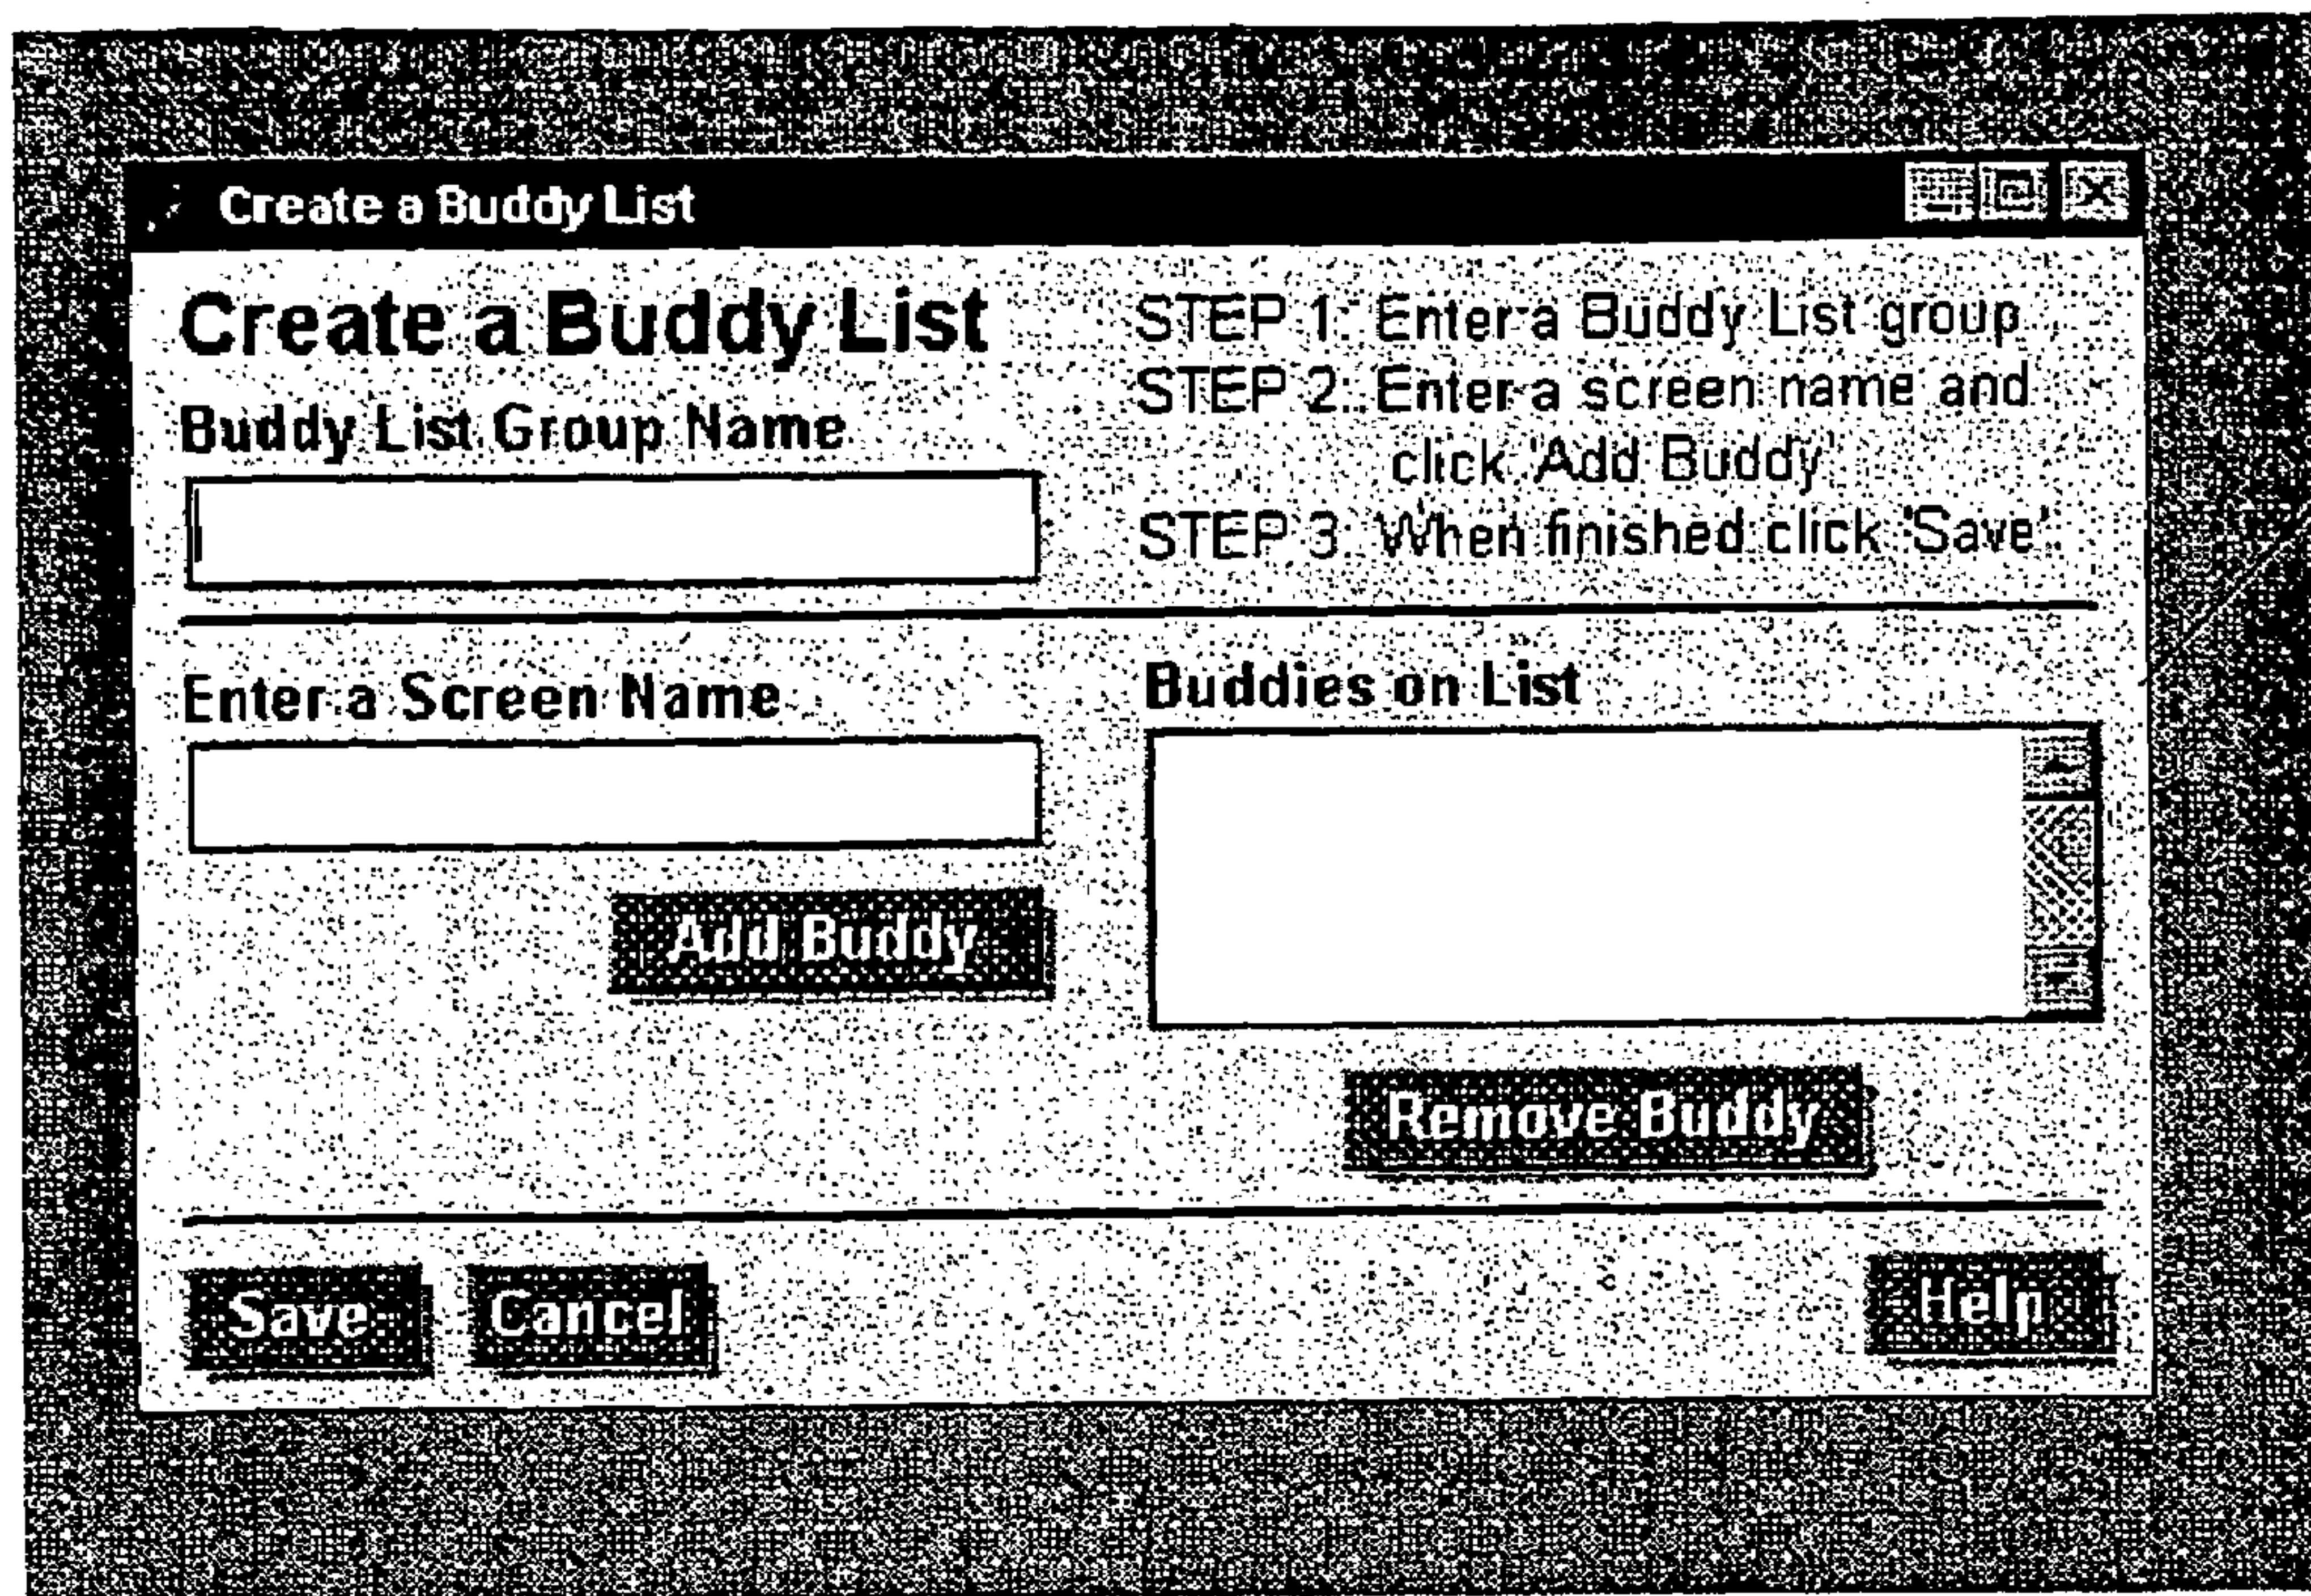 Create a Buddy List
Create a Buddy List
Buddy List Group Name
STEP 1: Enter a Buddy List group
STEP 2: Enter a screen name and
click 'Add Buddy'
STEP 3: When finished click 'Save'
Enter a Screen Name
Add Buddy
Buddies on List
Remove Buddy
Save
Cancel
Help